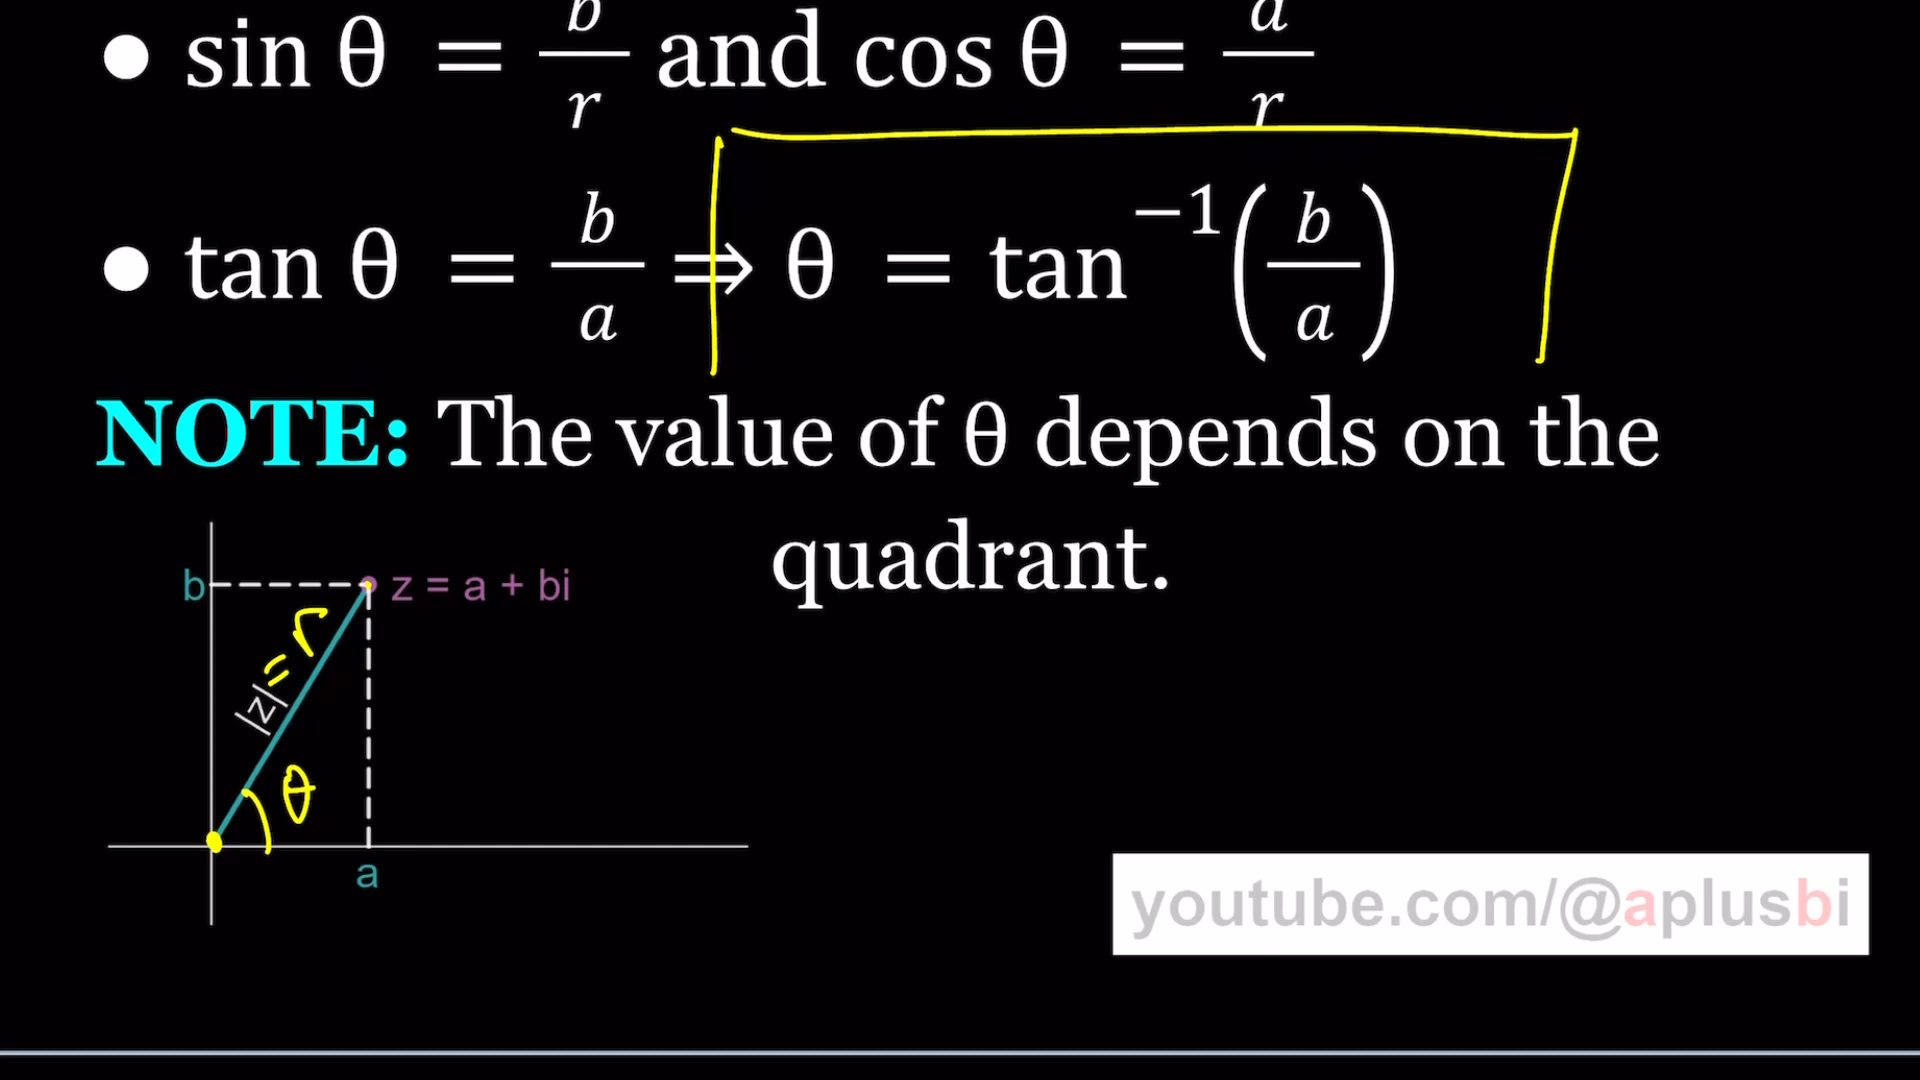 ● sin θ = b/r and cos θ = a/r
● tan θ = b/a ⇒ θ = tan⁻¹(b/a)
NOTE: The value of θ depends on the
quadrant.
b z = a + bi
|z| = r
θ
a
youtube.com/@aplusbi